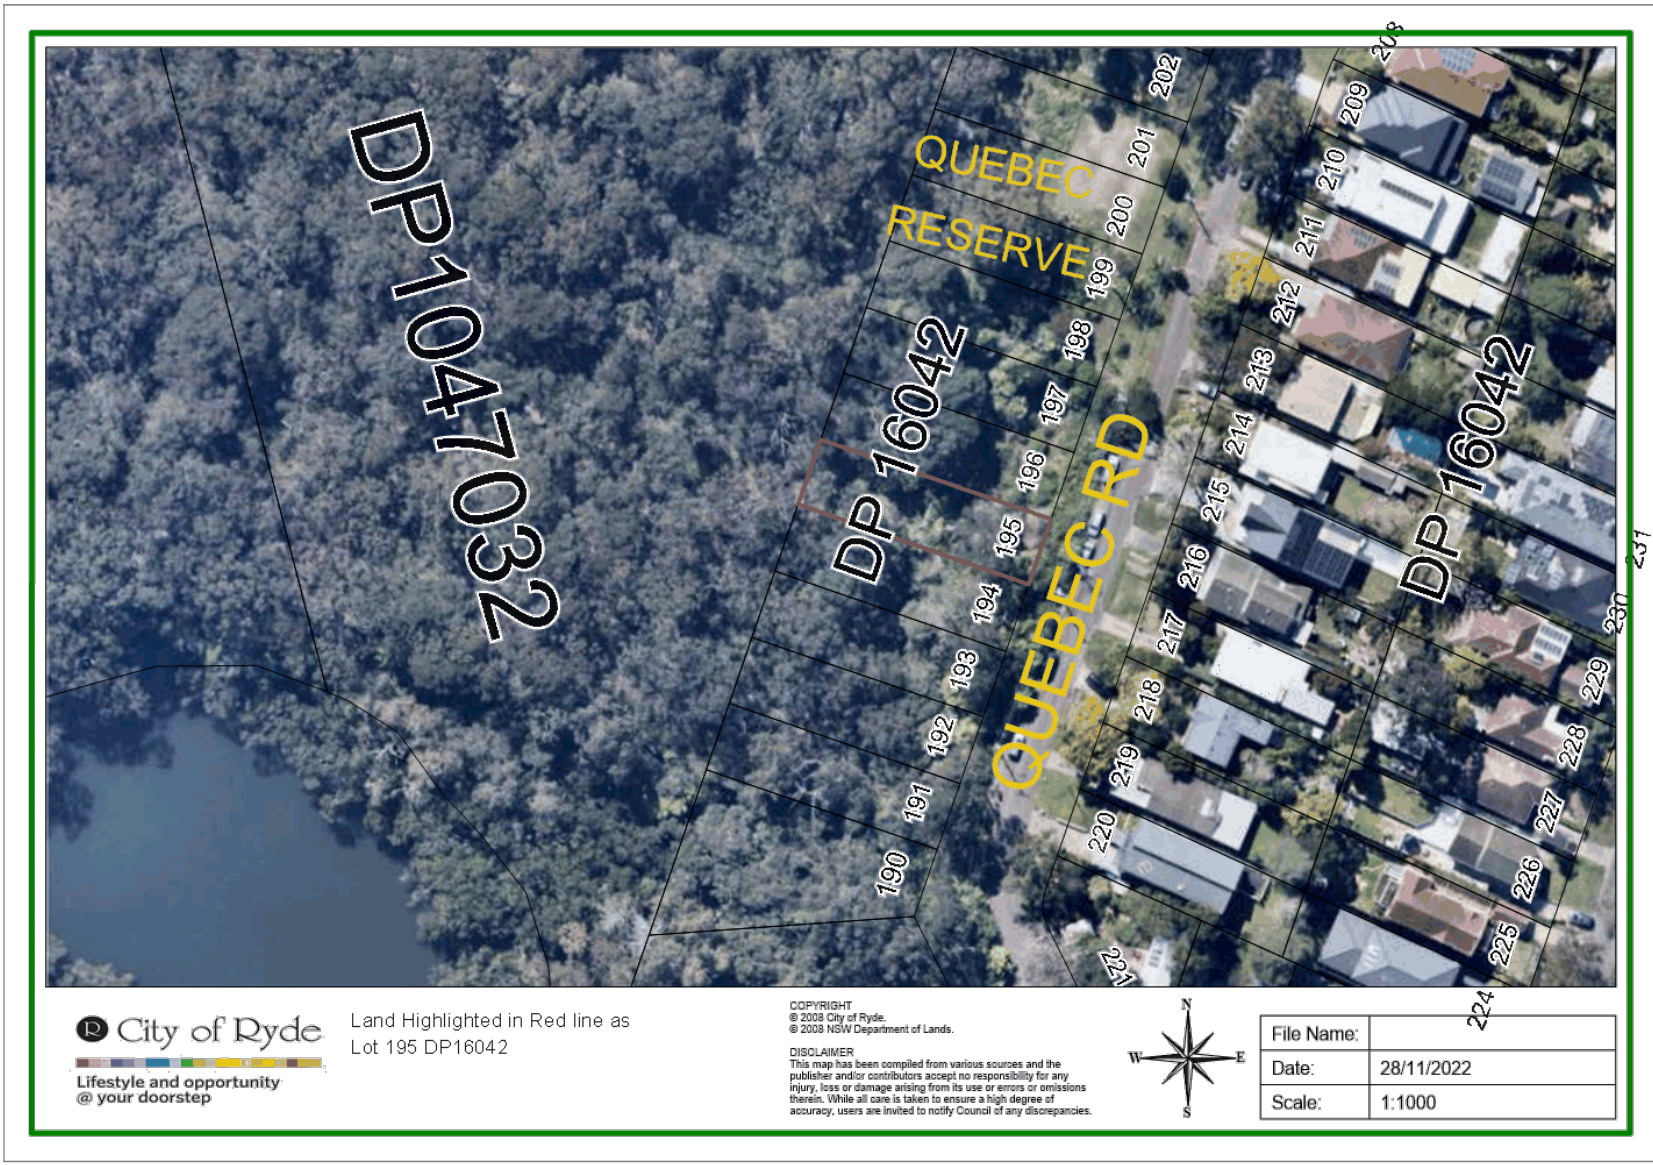 208
202
209
201
210
QUEBEC
200
211
RESERVE
199
212
198
213
DP1047032
DP 16042
197
214
DP 16042
196
QUEBEC RD
215
195
216
231
194
217
230
193
218
229
192
219
228
191
220
227
190
226
221
225
224
R City of Ryde
Lifestyle and opportunity
@ your doorstep
Land Highlighted in Red line as
Lot 195 DP16042
COPYRIGHT
© 2008 City of Ryde.
© 2008 NSW Department of Lands.
DISCLAIMER
This map has been compiled from various sources and the
publisher and/or contributors accept no responsibility for any
injury, loss or damage arising from its use or errors or omissions
therein. While all care is taken to ensure a high degree of
accuracy, users are invited to notify Council of any discrepancies.
N
W E
S
File Name:
Date: 28/11/2022
Scale: 1:1000